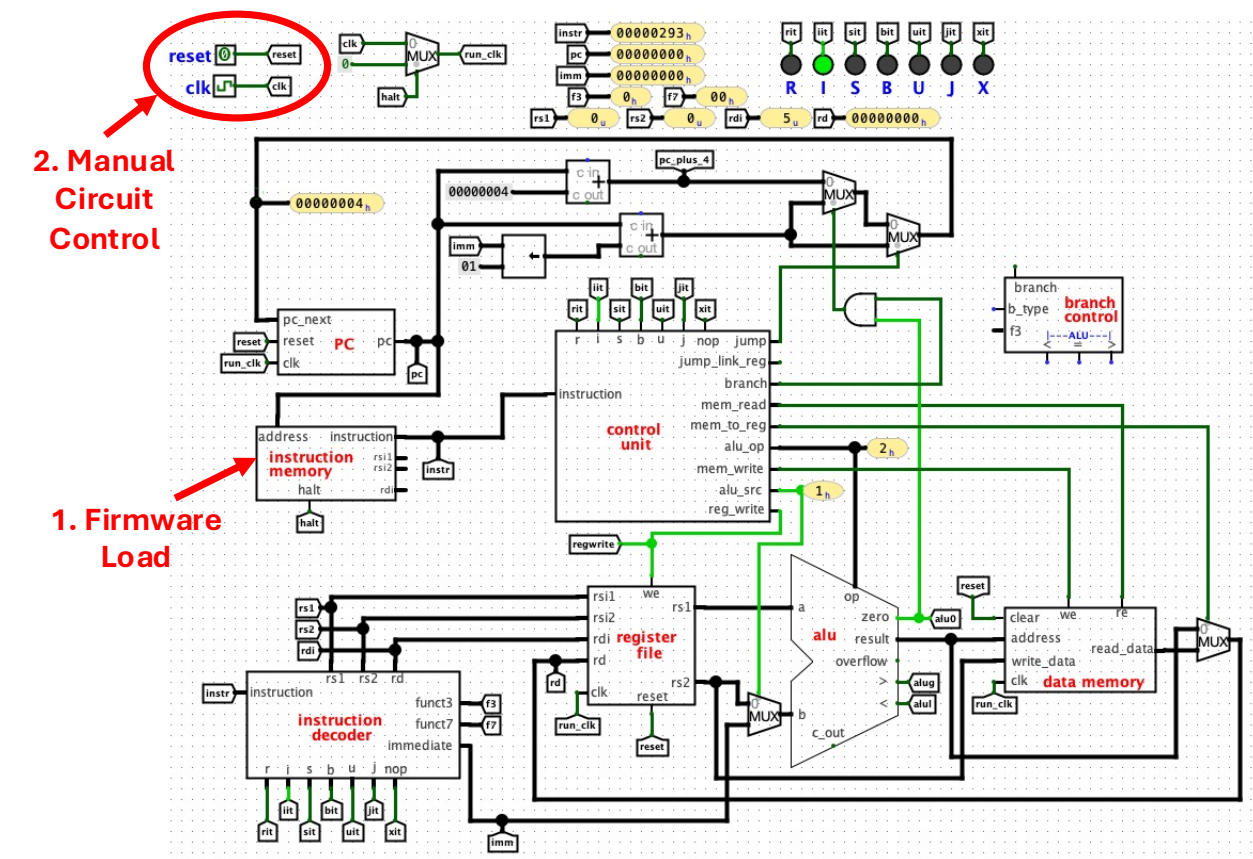 reset 0 reset
clk clk
clk 0 MUX run_clk
0
halt
instr 00000293h
pc 00000000h
imm 00000000h
f3 0h f7 00h
rs1 0u rs2 0u rdi 5u rd 00000000h
rit iit sit bit uit jit xit
R I S B U J X
2. Manual
Circuit
Control
00000004h
00000004
c in
+
c out
pc_plus_4
0
MUX
0
MUX
imm
01
←
c in
+
c out
pc_next
reset reset PC pc
run_clk clk
pc
branch
b_type branch
control
f3
|---ALU---|
< = >
rit iit sit bit uit jit xit
r i s b u j nop
jump
jump_link_reg
instruction
branch
control
unit
mem_read
mem_to_reg
alu_op 2h
mem_write
alu_src 1h
reg_write
address instruction
instruction
memory
rsi1
rsi2
rdi
halt
instr
halt
1. Firmware
Load
regwrite
we
rs1 rsi1 rs1
rs2 rsi2
rdi rdi
register
file
rd
rd
clk
rs2
reset
run_clk
reset
0
MUX
op
a
alu
b
zero alu0
result
overflow
> alug
< alul
c_out
reset
clear we re
address
write_data
read_data
clk data memory
run_clk
0
MUX
rs1 rs2 rd
instr instruction
funct3 f3
instruction
decoder
funct7 f7
immediate
r i s b u j nop
rit iit sit bit uit jit xit
imm